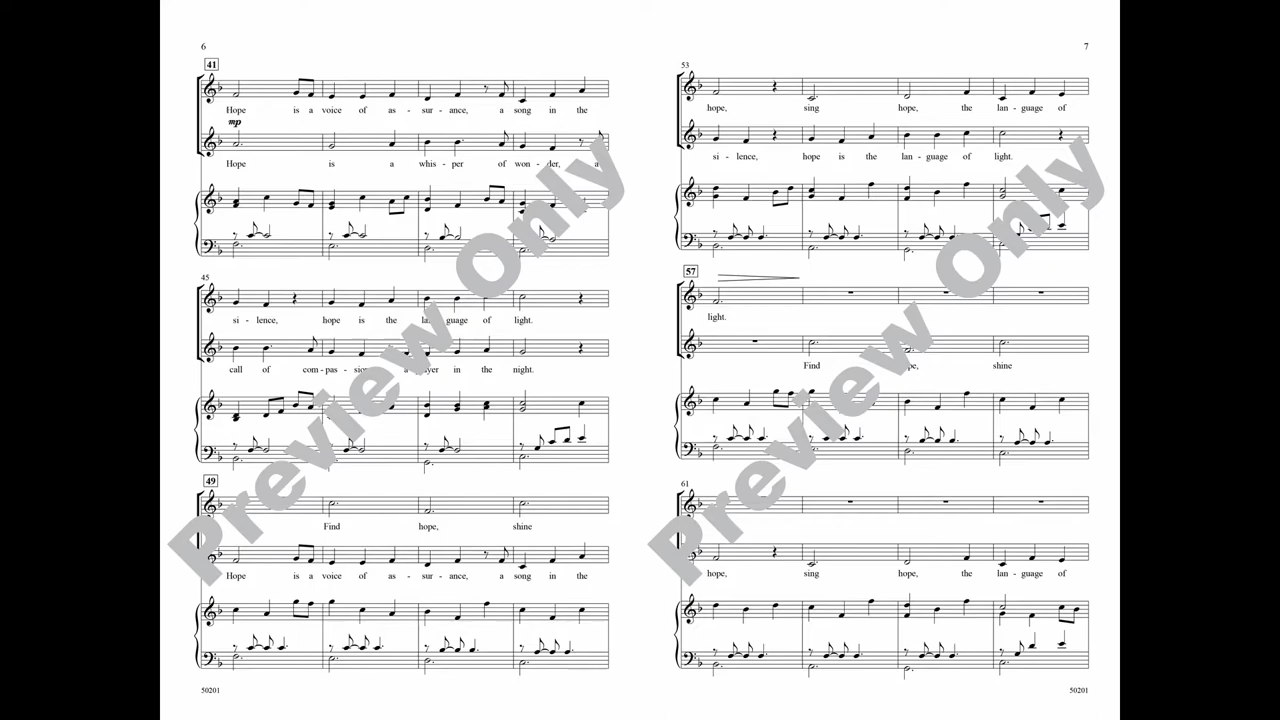 6
41
Hope is a voice of as - sur - ance, a song in the
mp
Hope is a whis - per of won - der, a
45
si - lence, hope is the lan - guage of light.
call of com - pas - sion, a prayer in the night.
49
Find hope, shine
Hope is a voice of as - sur - ance, a song in the
50201
7
53
hope, sing hope, the lan - guage of
si - lence, hope is the lan - guage of light.
57
light.
Find hope, shine
61
hope, sing hope, the lan - guage of
50201
Preview Only
Preview Only